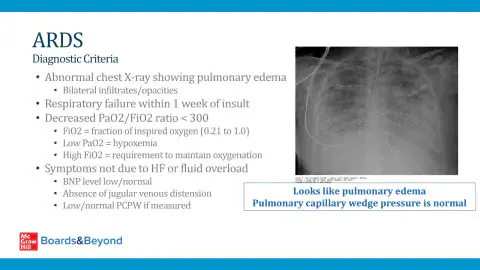 ARDS
Diagnostic Criteria
• Abnormal chest X-ray showing pulmonary edema
• Bilateral infiltrates/opacities
• Respiratory failure within 1 week of insult
• Decreased PaO2/FiO2 ratio < 300
• FiO2 = fraction of inspired oxygen (0.21 to 1.0)
• Low PaO2 = hypoxemia
• High FiO2 = requirement to maintain oxygenation
• Symptoms not due to HF or fluid overload
• BNP level low/normal
• Absence of jugular venous distension
• Low/normal PCPW if measured
Looks like pulmonary edema
Pulmonary capillary wedge pressure is normal
Mc
Graw
Hill
Boards&Beyond